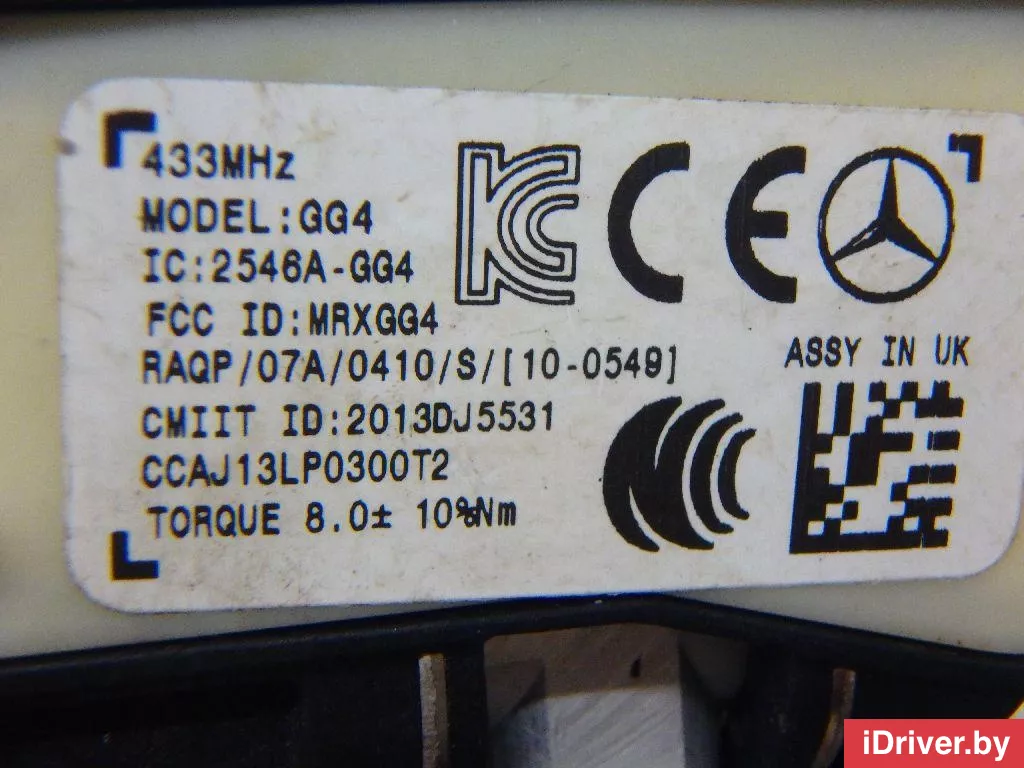 433MHz
MODEL:GG4
IC:2546A-GG4
FCC ID:MRXGG4
RAQP/07A/0410/S/[10-0549]
CMIIT ID:2013DJ5531
CCAJ13LP0300T2
TORQUE 8.0± 10%Nm
CE
ASSY IN UK
iDriver.by